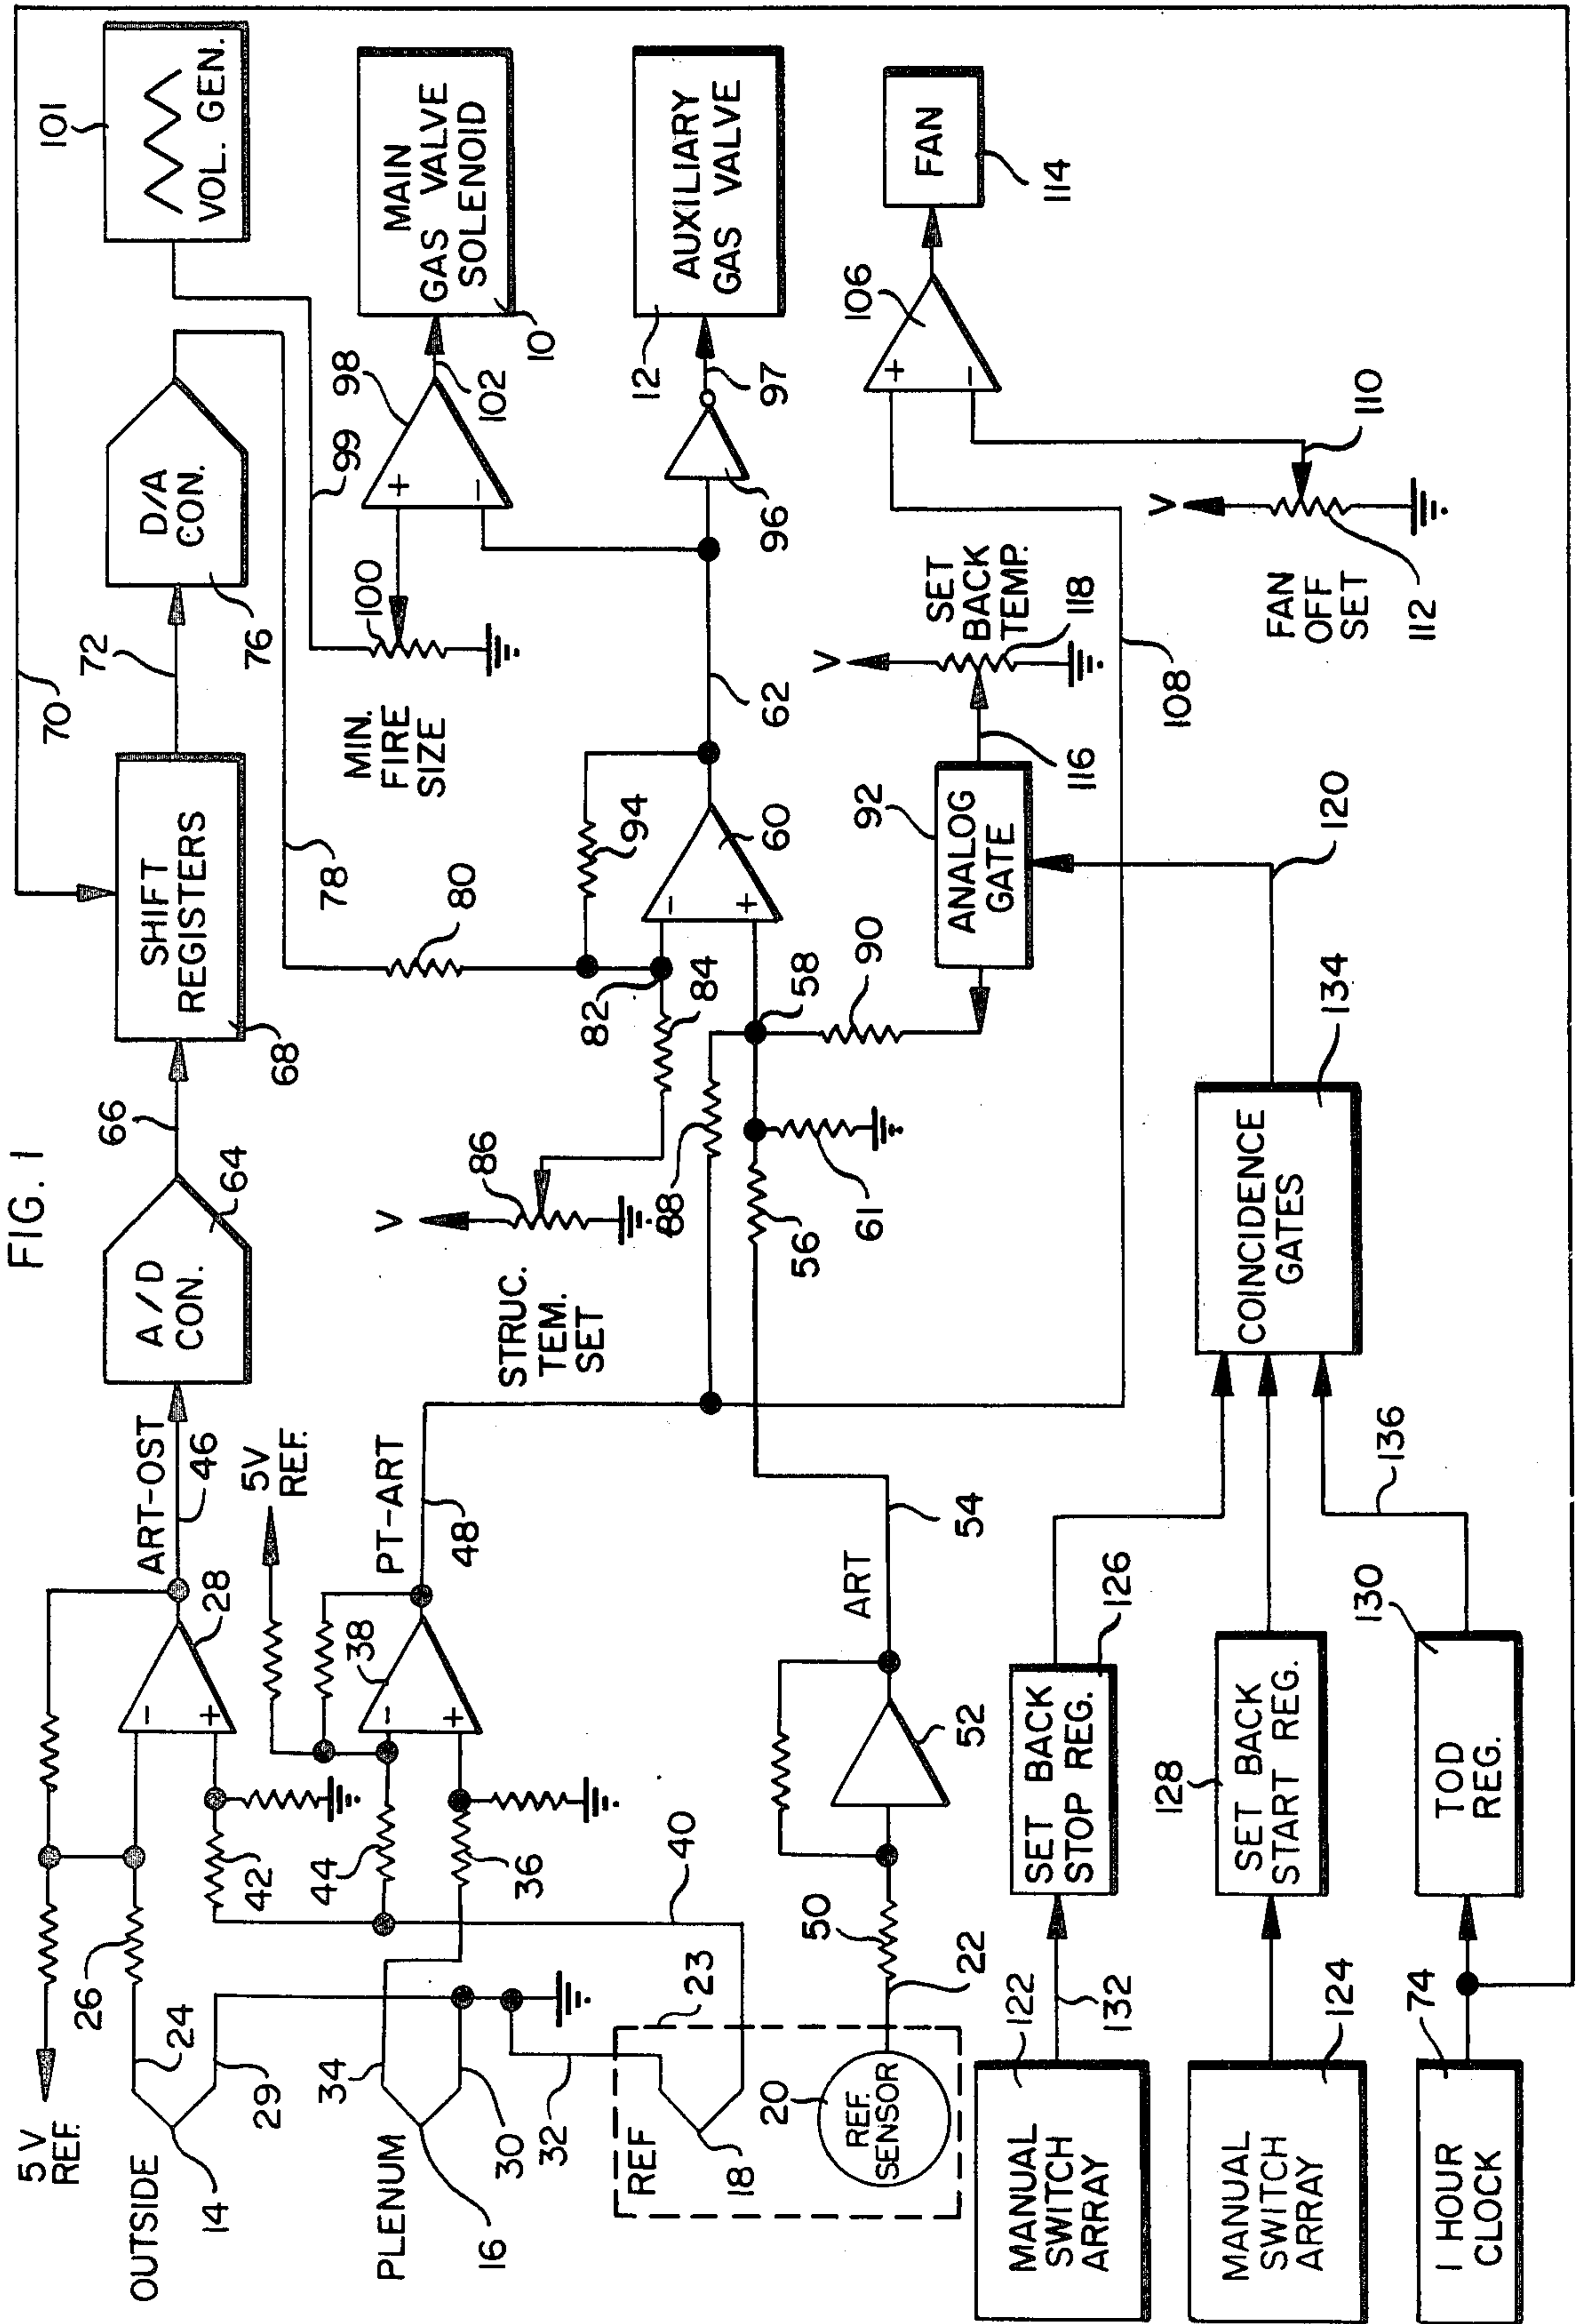 FIG. 1
5V
REF.
OUTSIDE
14
24
26
29
28
42
ART-OST
46
A/D
CON.
64
66
SHIFT
REGISTERS
68
70
72
D/A
CON.
76
78
101
VOL. GEN.
5V
REF.
PLENUM
16
34
30
32
36
44
40
38
PT-ART
48
REF
18
23
20
REF.
SENSOR
22
50
52
ART
54
STRUC.
TEM.
SET
V
86
80
82
84
88
56
61
58
90
94
60
62
MIN.
FIRE
SIZE
100
99
98
102
MAIN
GAS VALVE
SOLENOID
10
AUXILIARY
GAS VALVE
12
97
96
ANALOG
GATE
92
116
SET
BACK
TEMP.
V
118
108
120
106
FAN
114
110
V
FAN
OFF
SET
112
MANUAL
SWITCH
ARRAY
122
132
SET BACK
STOP REG.
126
MANUAL
SWITCH
ARRAY
124
SET BACK
START REG.
128
1 HOUR
CLOCK
74
TOD
REG.
130
136
COINCIDENCE
GATES
134
+
-
+
-
+
-
+
-
+
-